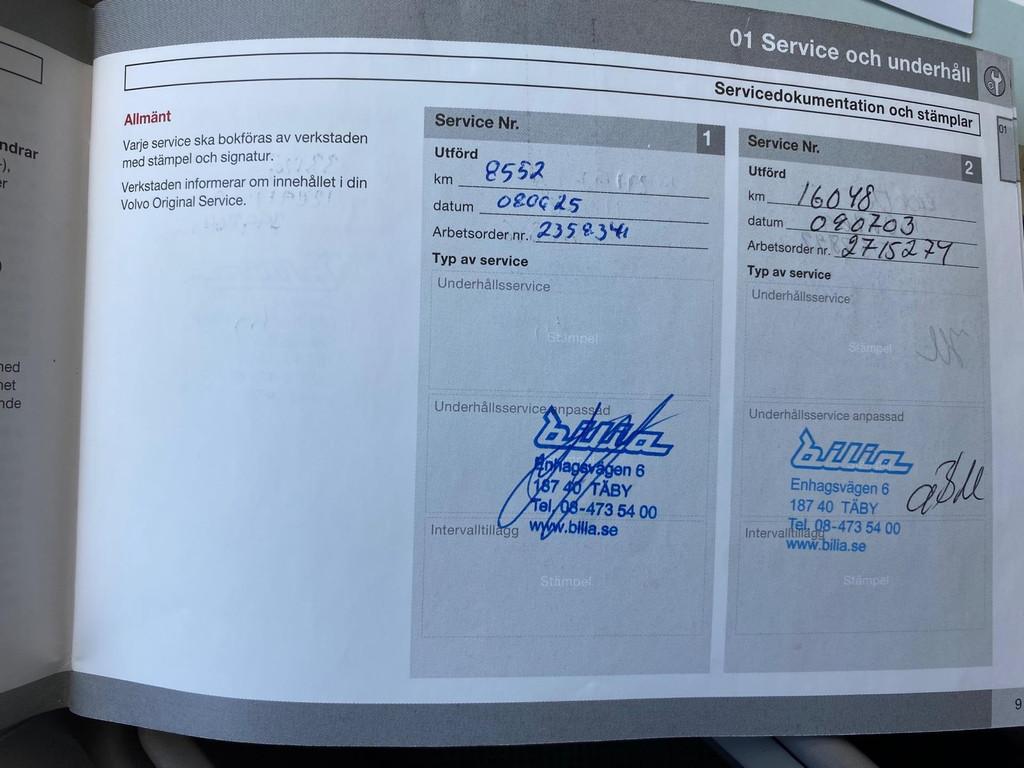 01 Service och underhåll
Servicedokumentation och stämplar
01
ndrar
Allmänt
Varje service ska bokföras av verkstaden
med stämpel och signatur.
Verkstaden informerar om innehållet i din
Volvo Original Service.
Service Nr. 1
Utförd
km 8552
datum 080625
Arbetsorder nr. 2358341
Typ av service
Underhållsservice
Stämpel
Underhållsservice anpassad
bilia
Enhagsvägen 6
187 40 TÄBY
Tel. 08-473 54 00
www.bilia.se
Intervalltillägg
Stämpel
Service Nr. 2
Utförd
km 16048
datum 090703
Arbetsorder nr. 2715274
Typ av service
Underhållsservice
Stämpel
Underhållsservice anpassad
bilia
Enhagsvägen 6
187 40 TÄBY
Tel. 08-473 54 00
www.bilia.se
Intervalltillägg
Stämpel
9